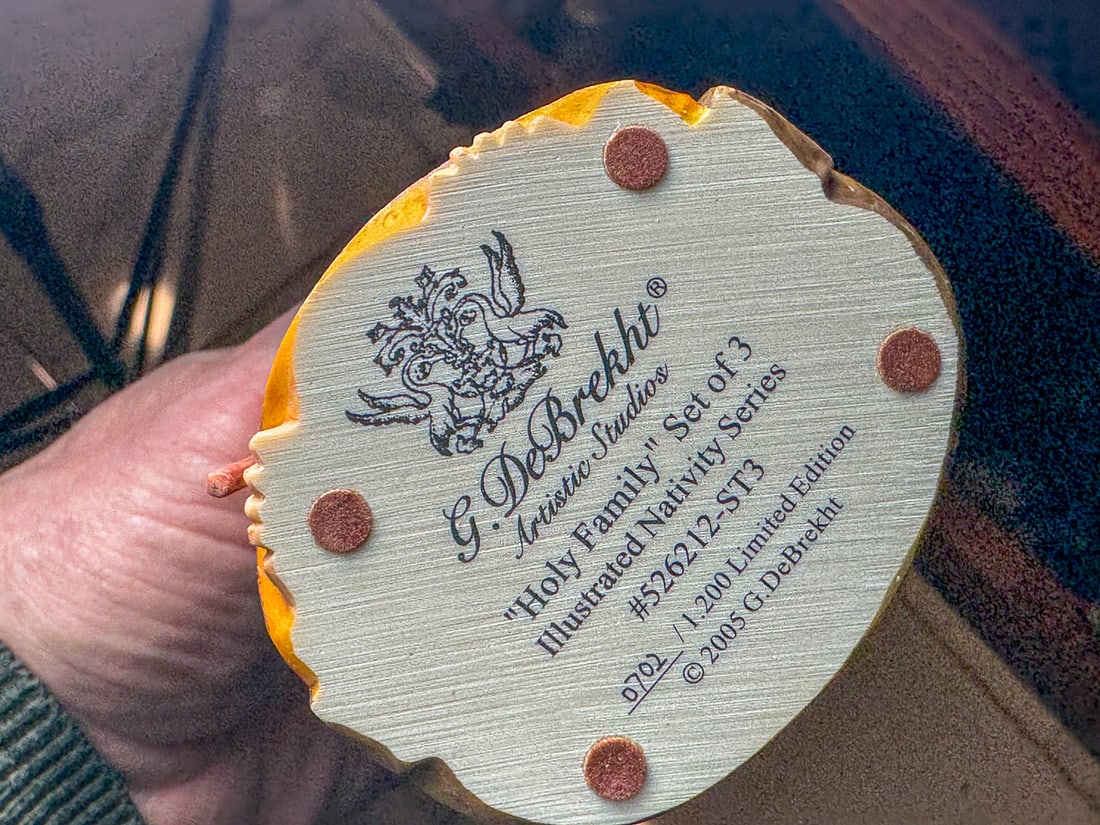 G.DeBrekht®
Artistic Studios
"Holy Family" Set of 3
Illustrated Nativity Series
#526212-ST3
0702 / 1.200 Limited Edition
© 2005 G.DeBrekht